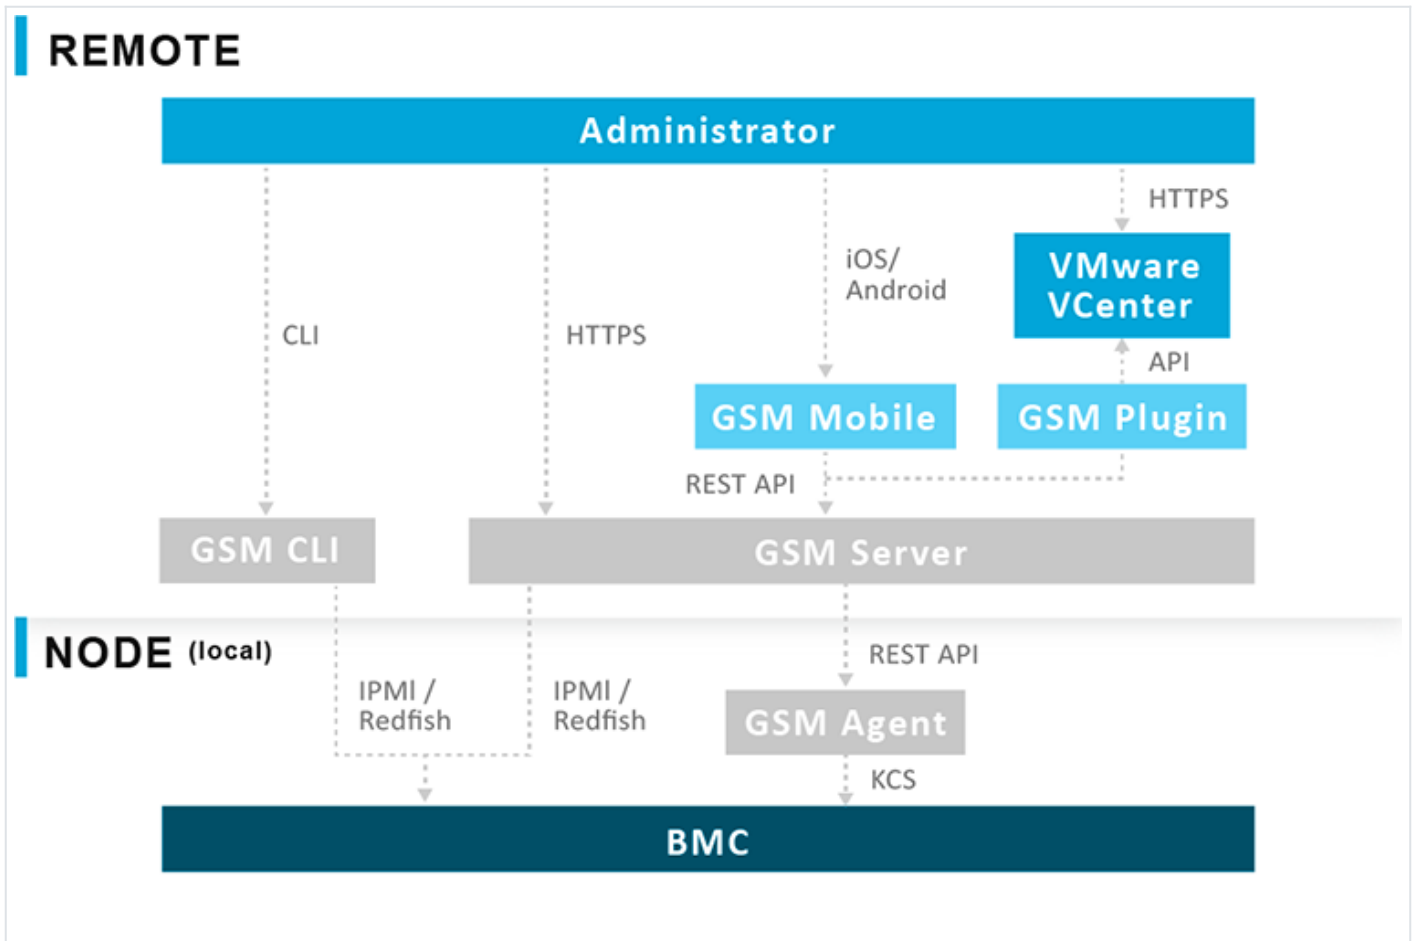 REMOTE
Administrator
HTTPS
iOS/
Android
VMware
VCenter
CLI
HTTPS
API
GSM Mobile
GSM Plugin
REST API
GSM CLI
GSM Server
NODE (local)
REST API
IPMI /
Redfish
IPMI /
Redfish
GSM Agent
KCS
BMC